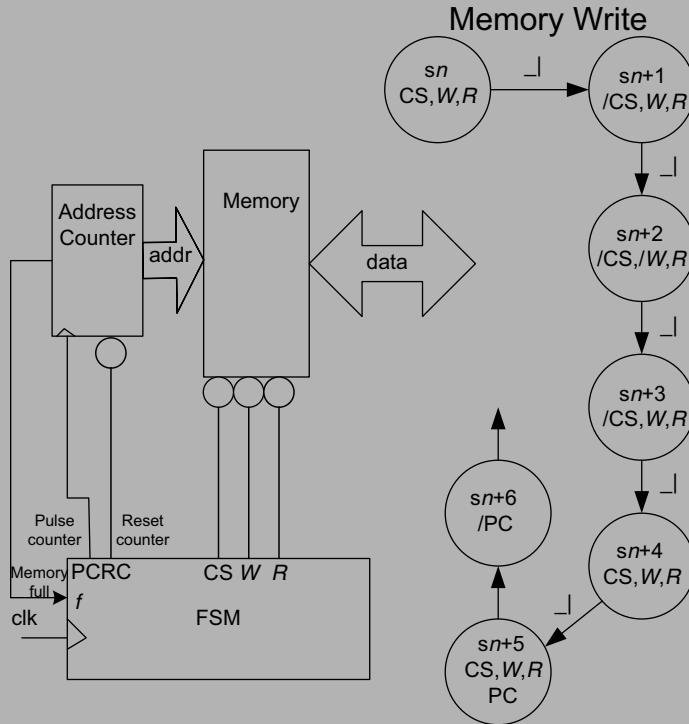 Memory Write
sn
CS,W,R
_|
sn+1
/CS,W,R
_|
sn+2
/CS,/W,R
_|
sn+3
/CS,W,R
_|
sn+4
CS,W,R
_|
sn+5
CS,W,R
PC
sn+6
/PC
Address
Counter
addr
Memory
data
Pulse
counter
Reset
counter
Memory
full
PCRC
CS W R
f
clk
FSM